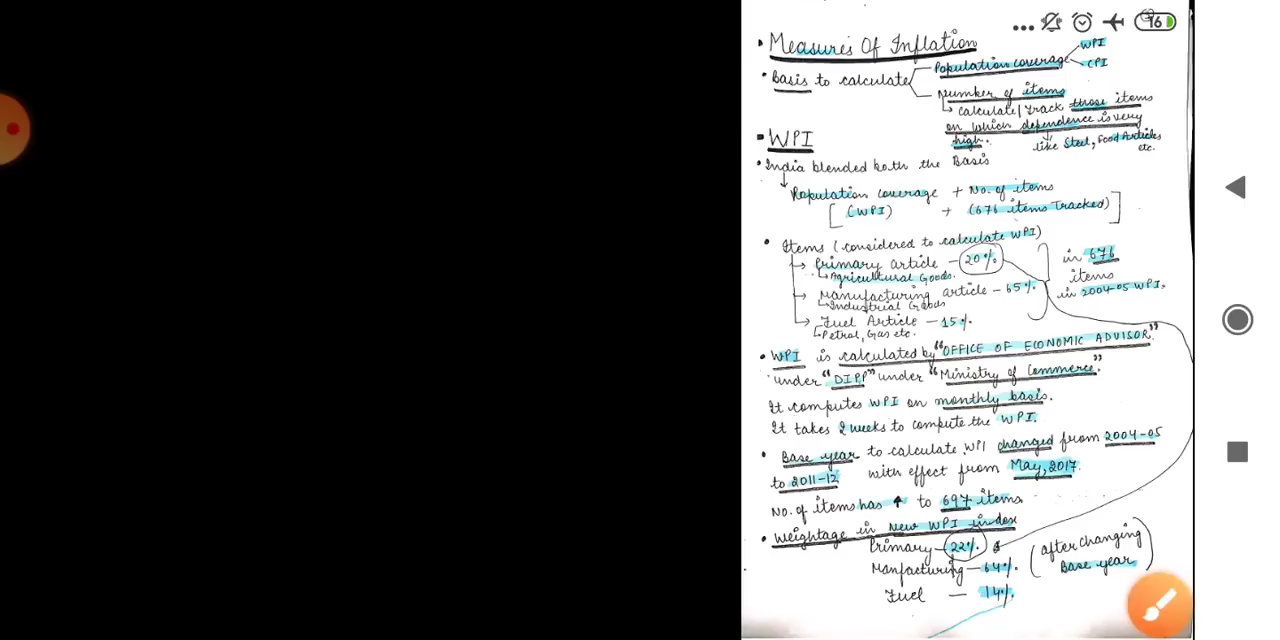 16
• Measures Of Inflation
• Basis to calculate
Population coverage
WPI
CPI
Number of items
calculate/Track those items
on which dependence is very
high.
like Steel, Food Articles
etc.
WPI
• India blended both the Basis
Population coverage + No. of items
[(WPI) + (676 items Tracked)]
• Items (considered to calculate WPI)
Primary article - 20%
Agricultural Goods.
Manufacturing article - 65%
Industrial Goods
Fuel Article - 15%
Petrol, Gas etc.
in 676
items
in 2004-05 WPI.
• WPI is calculated by "OFFICE OF ECONOMIC ADVISOR"
under "DIPP" under "Ministry of Commerce".
It computes WPI on monthly basis.
It takes 2 weeks to compute the WPI.
• Base year to calculate WPI changed from 2004-05
to 2011-12 with effect from May, 2017.
No. of items has ↑ to 697 items.
• Weightage in New WPI index
Primary - 22%
Manfacturing - 64%
Fuel - 14%
(after changing
Base year)